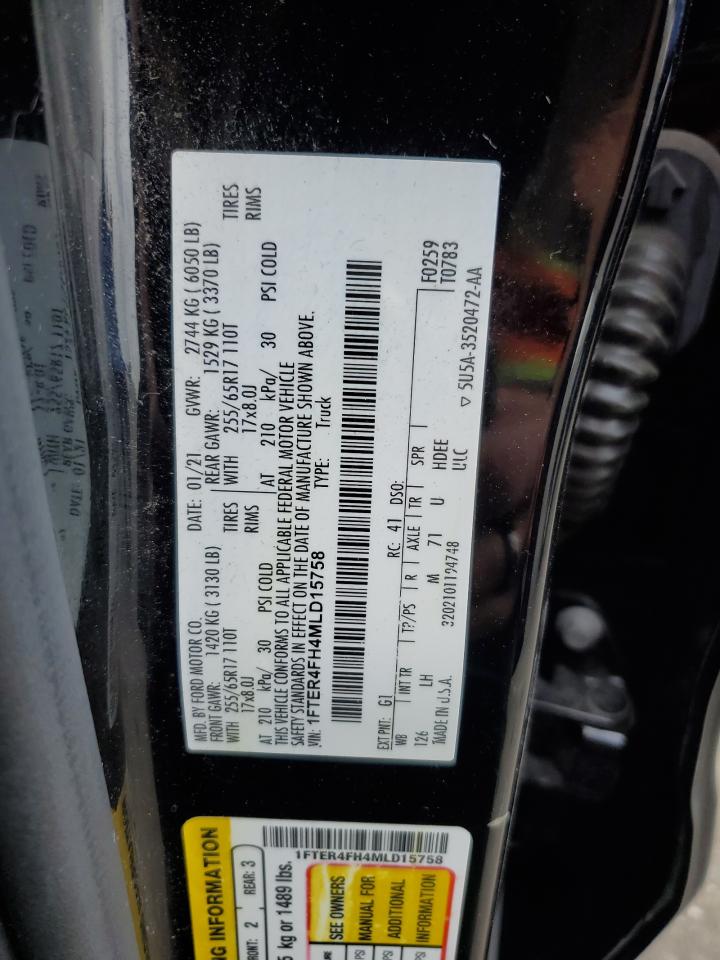 MFD. BY FORD MOTOR CO.
DATE: 01/21
GVWR: 2744 KG ( 6050 LB)
FRONT GAWR: 1420 KG ( 3130 LB)
REAR GAWR: 1529 KG ( 3370 LB)
WITH 255/65R17 110T TIRES
WITH 255/65R17 110T TIRES
17x8.0J RIMS
17x8.0J RIMS
AT 210 kPa/ 30 PSI COLD
AT 210 kPa/ 30 PSI COLD
THIS VEHICLE CONFORMS TO ALL APPLICABLE FEDERAL MOTOR VEHICLE
SAFETY STANDARDS IN EFFECT ON THE DATE OF MANUFACTURE SHOWN ABOVE.
VIN: 1FTER4FH4MLD15758
TYPE: Truck
EXT PNT: G1 RC: 41 DSO: F0259
T0783
WB INT TR T?/PS R AXLE TR SPR
126 LH M 71 U HDEE
MADE IN U.S.A. 3202101194748 ULC
▽ 5U5A-3520472-AA
NG INFORMATION
FRONT: 2 REAR: 3
5 kg or 1489 lbs.
1FTER4FH4MLD15758
SEE OWNERS
MANUAL FOR
ADDITIONAL
INFORMATION